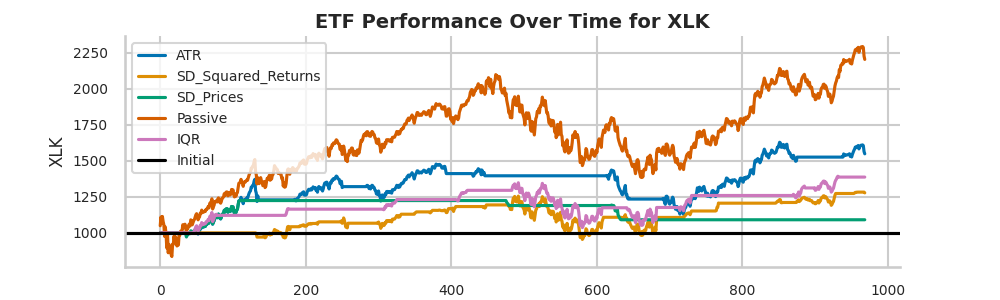 ETF Performance Over Time for XLK
XLK
2250
2000
1750
1500
1250
1000
ATR
SD_Squared_Returns
SD_Prices
Passive
IQR
Initial
0
200
400
600
800
1000